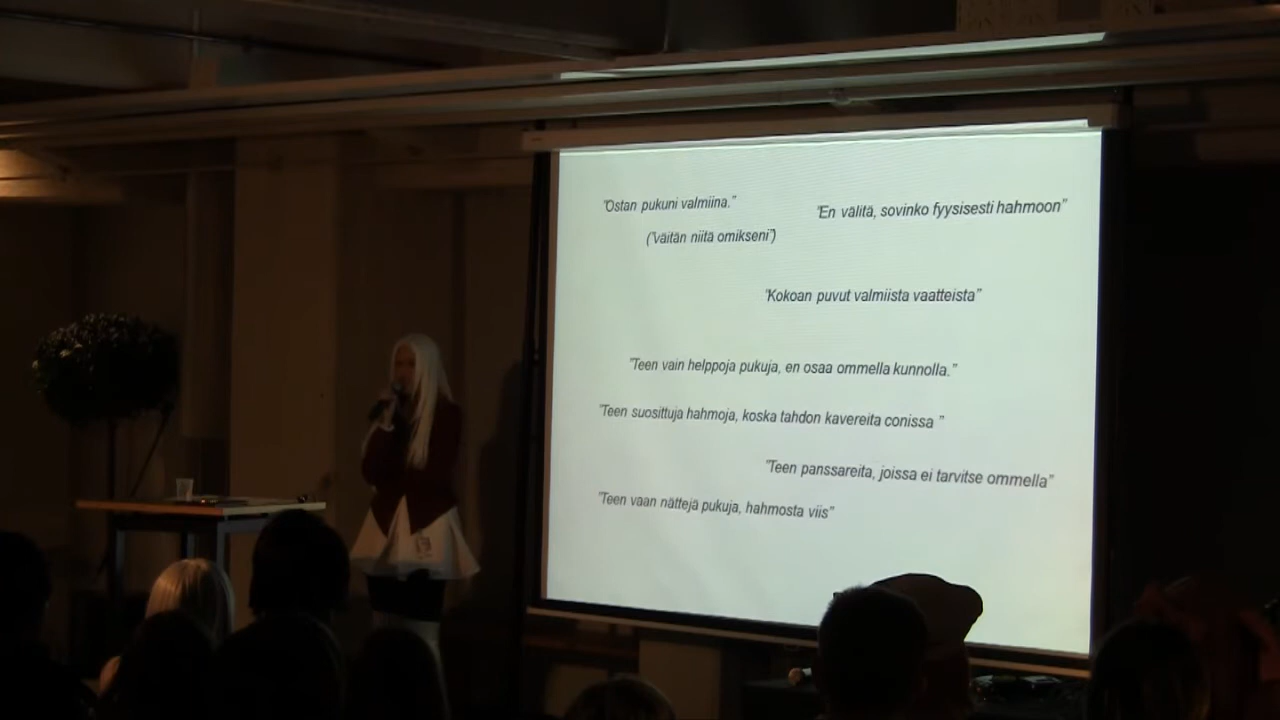 "Ostan pukuni valmiina."
"En välitä, sovinko fyysisesti hahmoon"
("Väitän niitä omikseni")
"Kokoan puvut valmiista vaatteista"
"Teen vain helppoja pukuja, en osaa ommella kunnolla."
"Teen suosittuja hahmoja, koska tahdon kavereita conissa "
"Teen panssareita, joissa ei tarvitse ommella"
"Teen vaan nättejä pukuja, hahmosta viis"